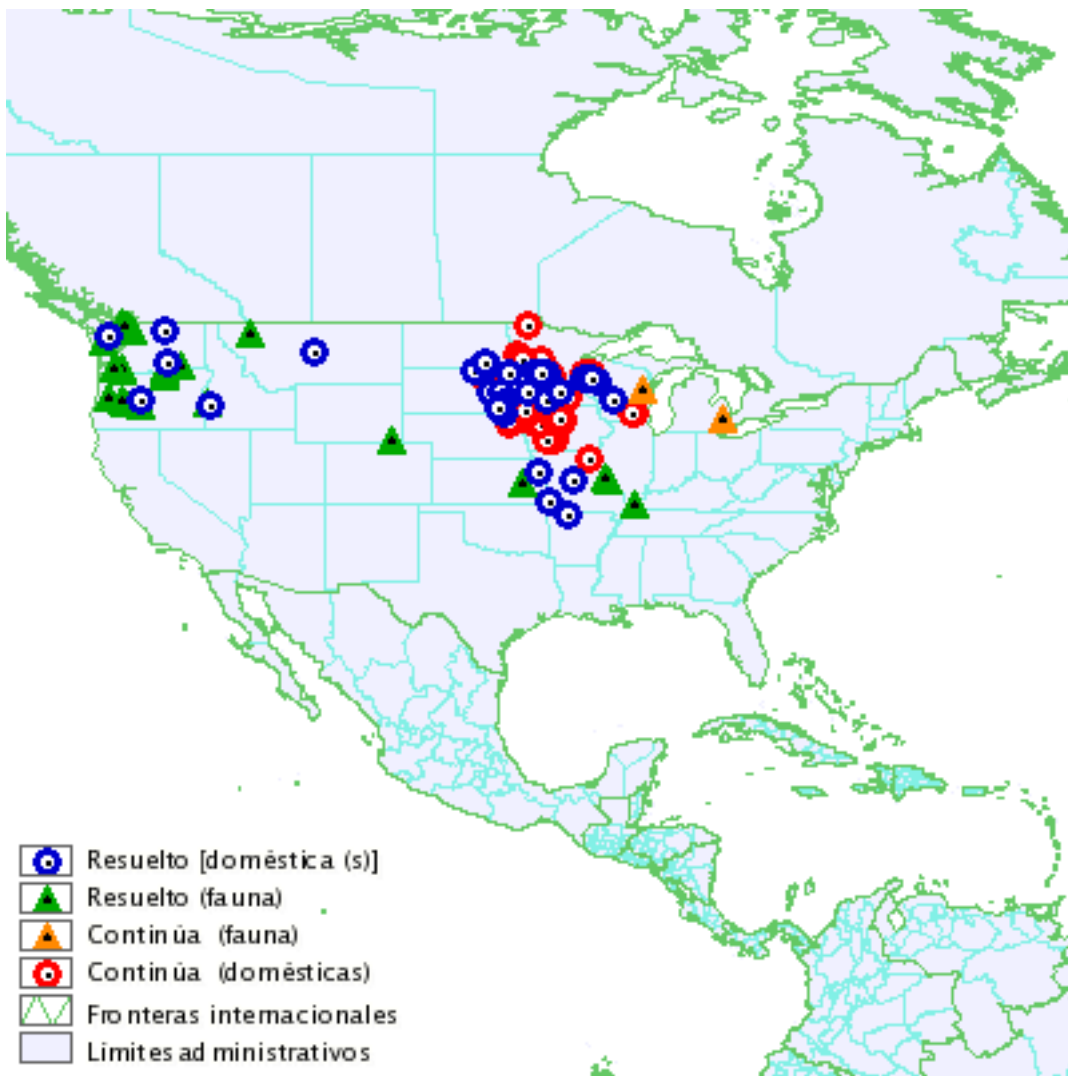 Resuelto [doméstica (s)]
Resuelto (fauna)
Continúa (fauna)
Continúa (domésticas)
Fronteras internacionales
Límites administrativos